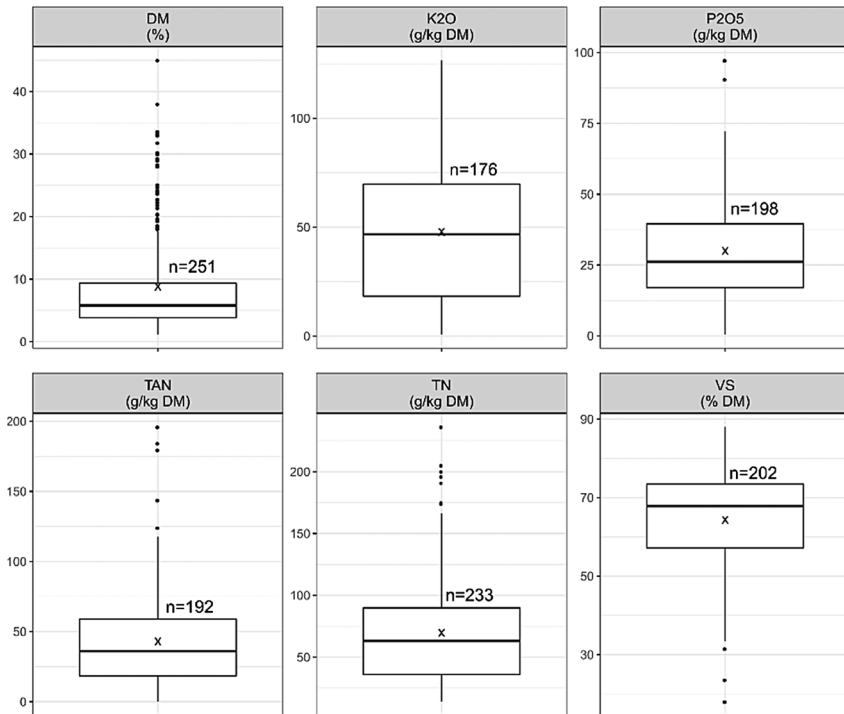 DM
(%)
K2O
(g/kg DM)
P2O5
(g/kg DM)
40
30
20
10
0
n=251
x
100
50
0
n=176
x
100
75
50
25
0
n=198
x
TAN
(g/kg DM)
TN
(g/kg DM)
VS
(% DM)
200
150
100
50
0
n=192
x
200
150
100
50
n=233
x
90
70
50
30
n=202
x